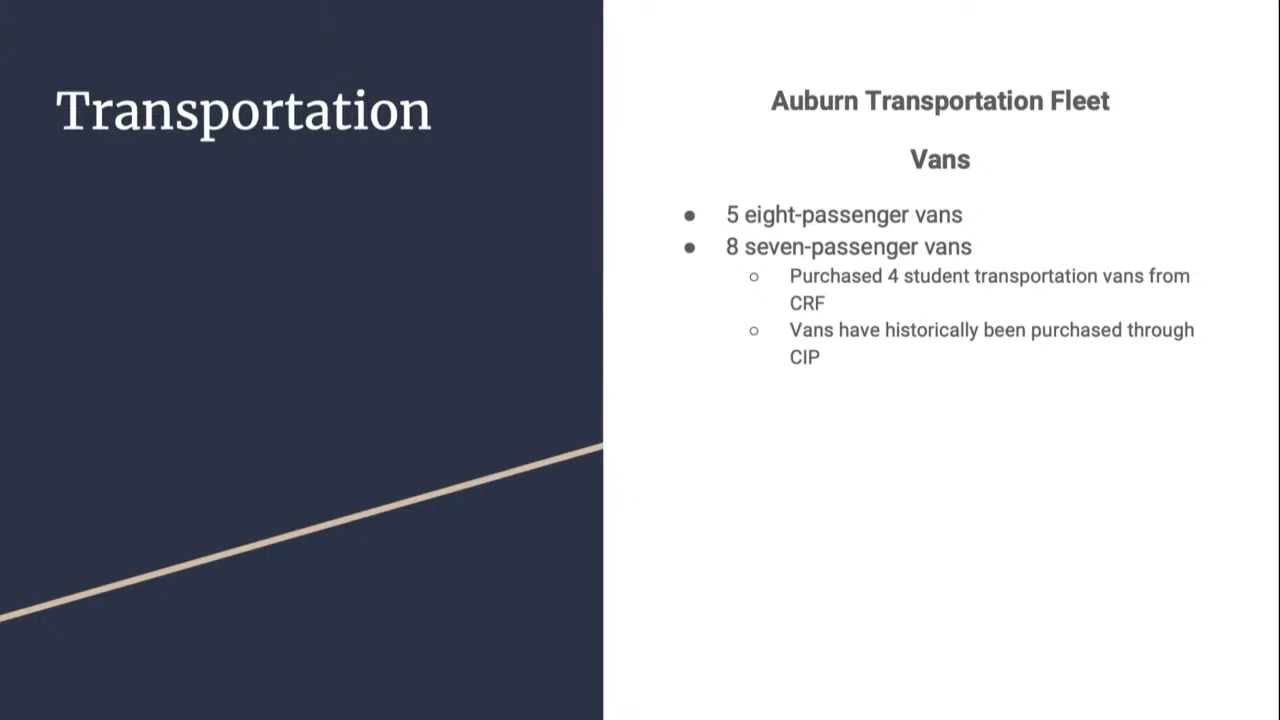 Transportation
Auburn Transportation Fleet
Vans
● 5 eight-passenger vans
● 8 seven-passenger vans
○ Purchased 4 student transportation vans from
CRF
○ Vans have historically been purchased through
CIP